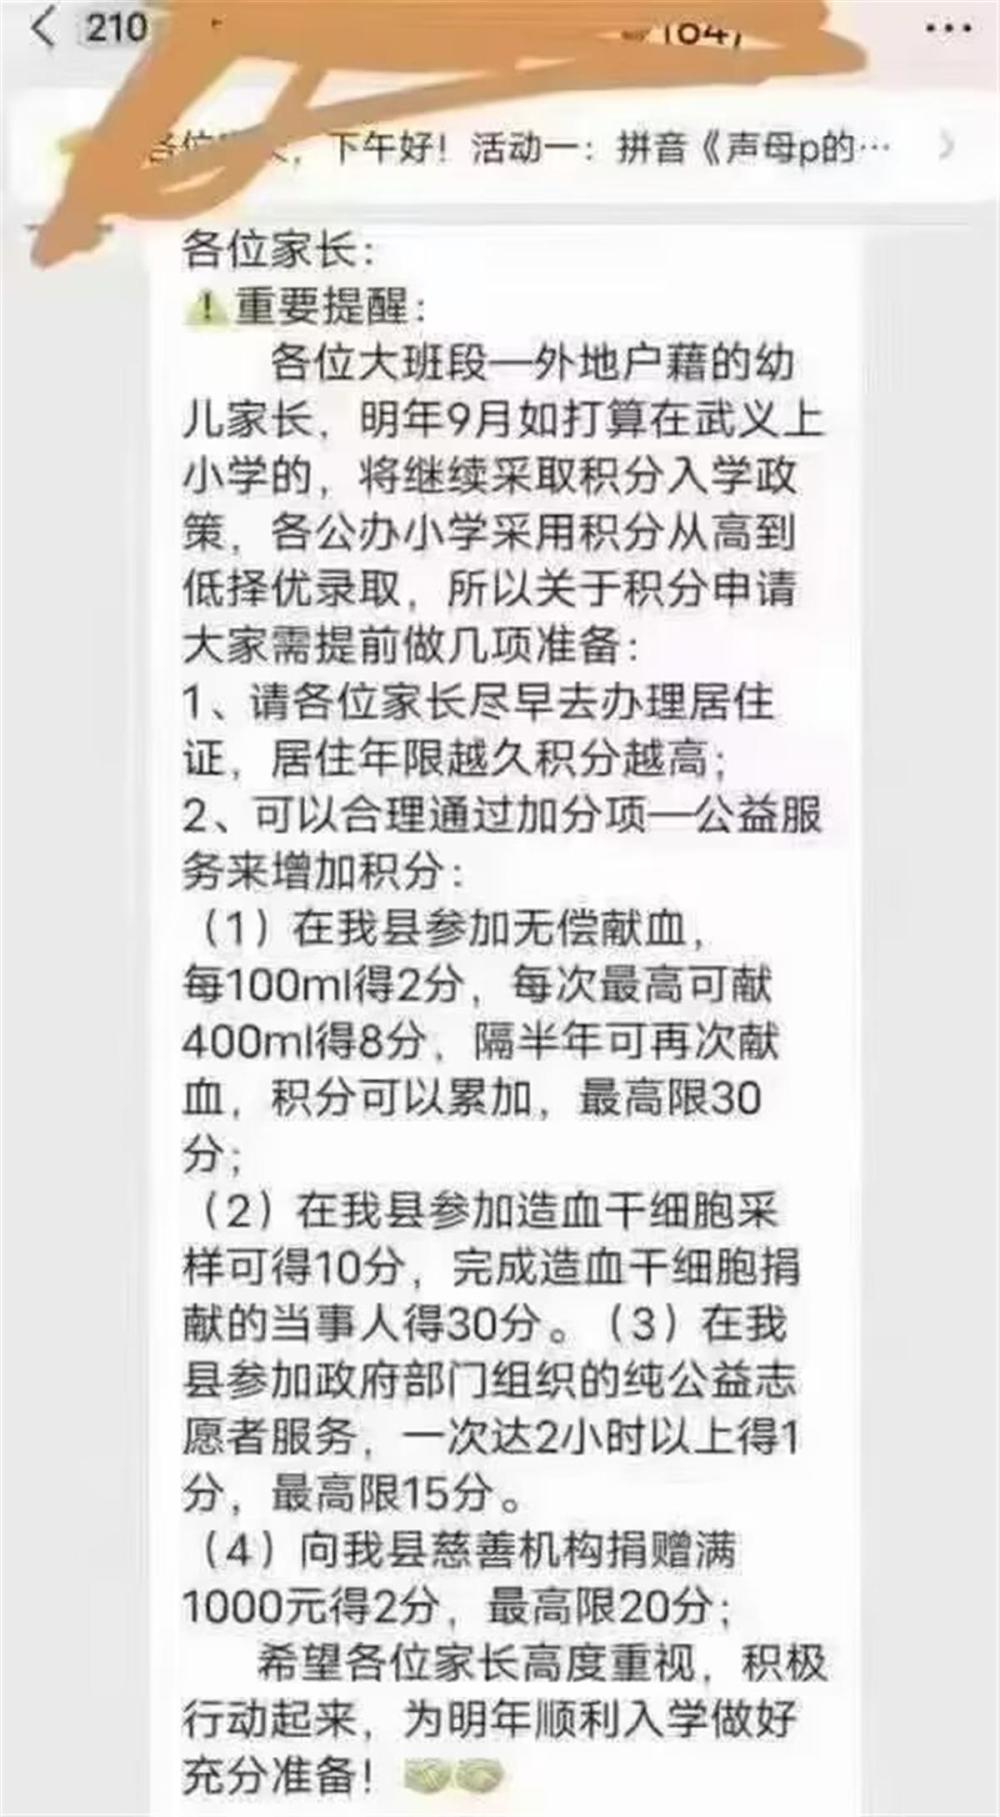 210
(64)
下午好！活动一：拼音《声母p的…
各位家长：
重要提醒：
各位大班段—外地户藉的幼
儿家长，明年9月如打算在武义上
小学的，将继续采取积分入学政
策，各公办小学采用积分从高到
低择优录取，所以关于积分申请
大家需提前做几项准备：
1、请各位家长尽早去办理居住
证，居住年限越久积分越高；
2、可以合理通过加分项—公益服
务来增加积分：
（1）在我县参加无偿献血，
每100ml得2分，每次最高可献
400ml得8分，隔半年可再次献
血，积分可以累加，最高限30
分；
（2）在我县参加造血干细胞采
样可得10分，完成造血干细胞捐
献的当事人得30分。（3）在我
县参加政府部门组织的纯公益志
愿者服务，一次达2小时以上得1
分，最高限15分。
（4）向我县慈善机构捐赠满
1000元得2分，最高限20分；
希望各位家长高度重视，积极
行动起来，为明年顺利入学做好
充分准备！